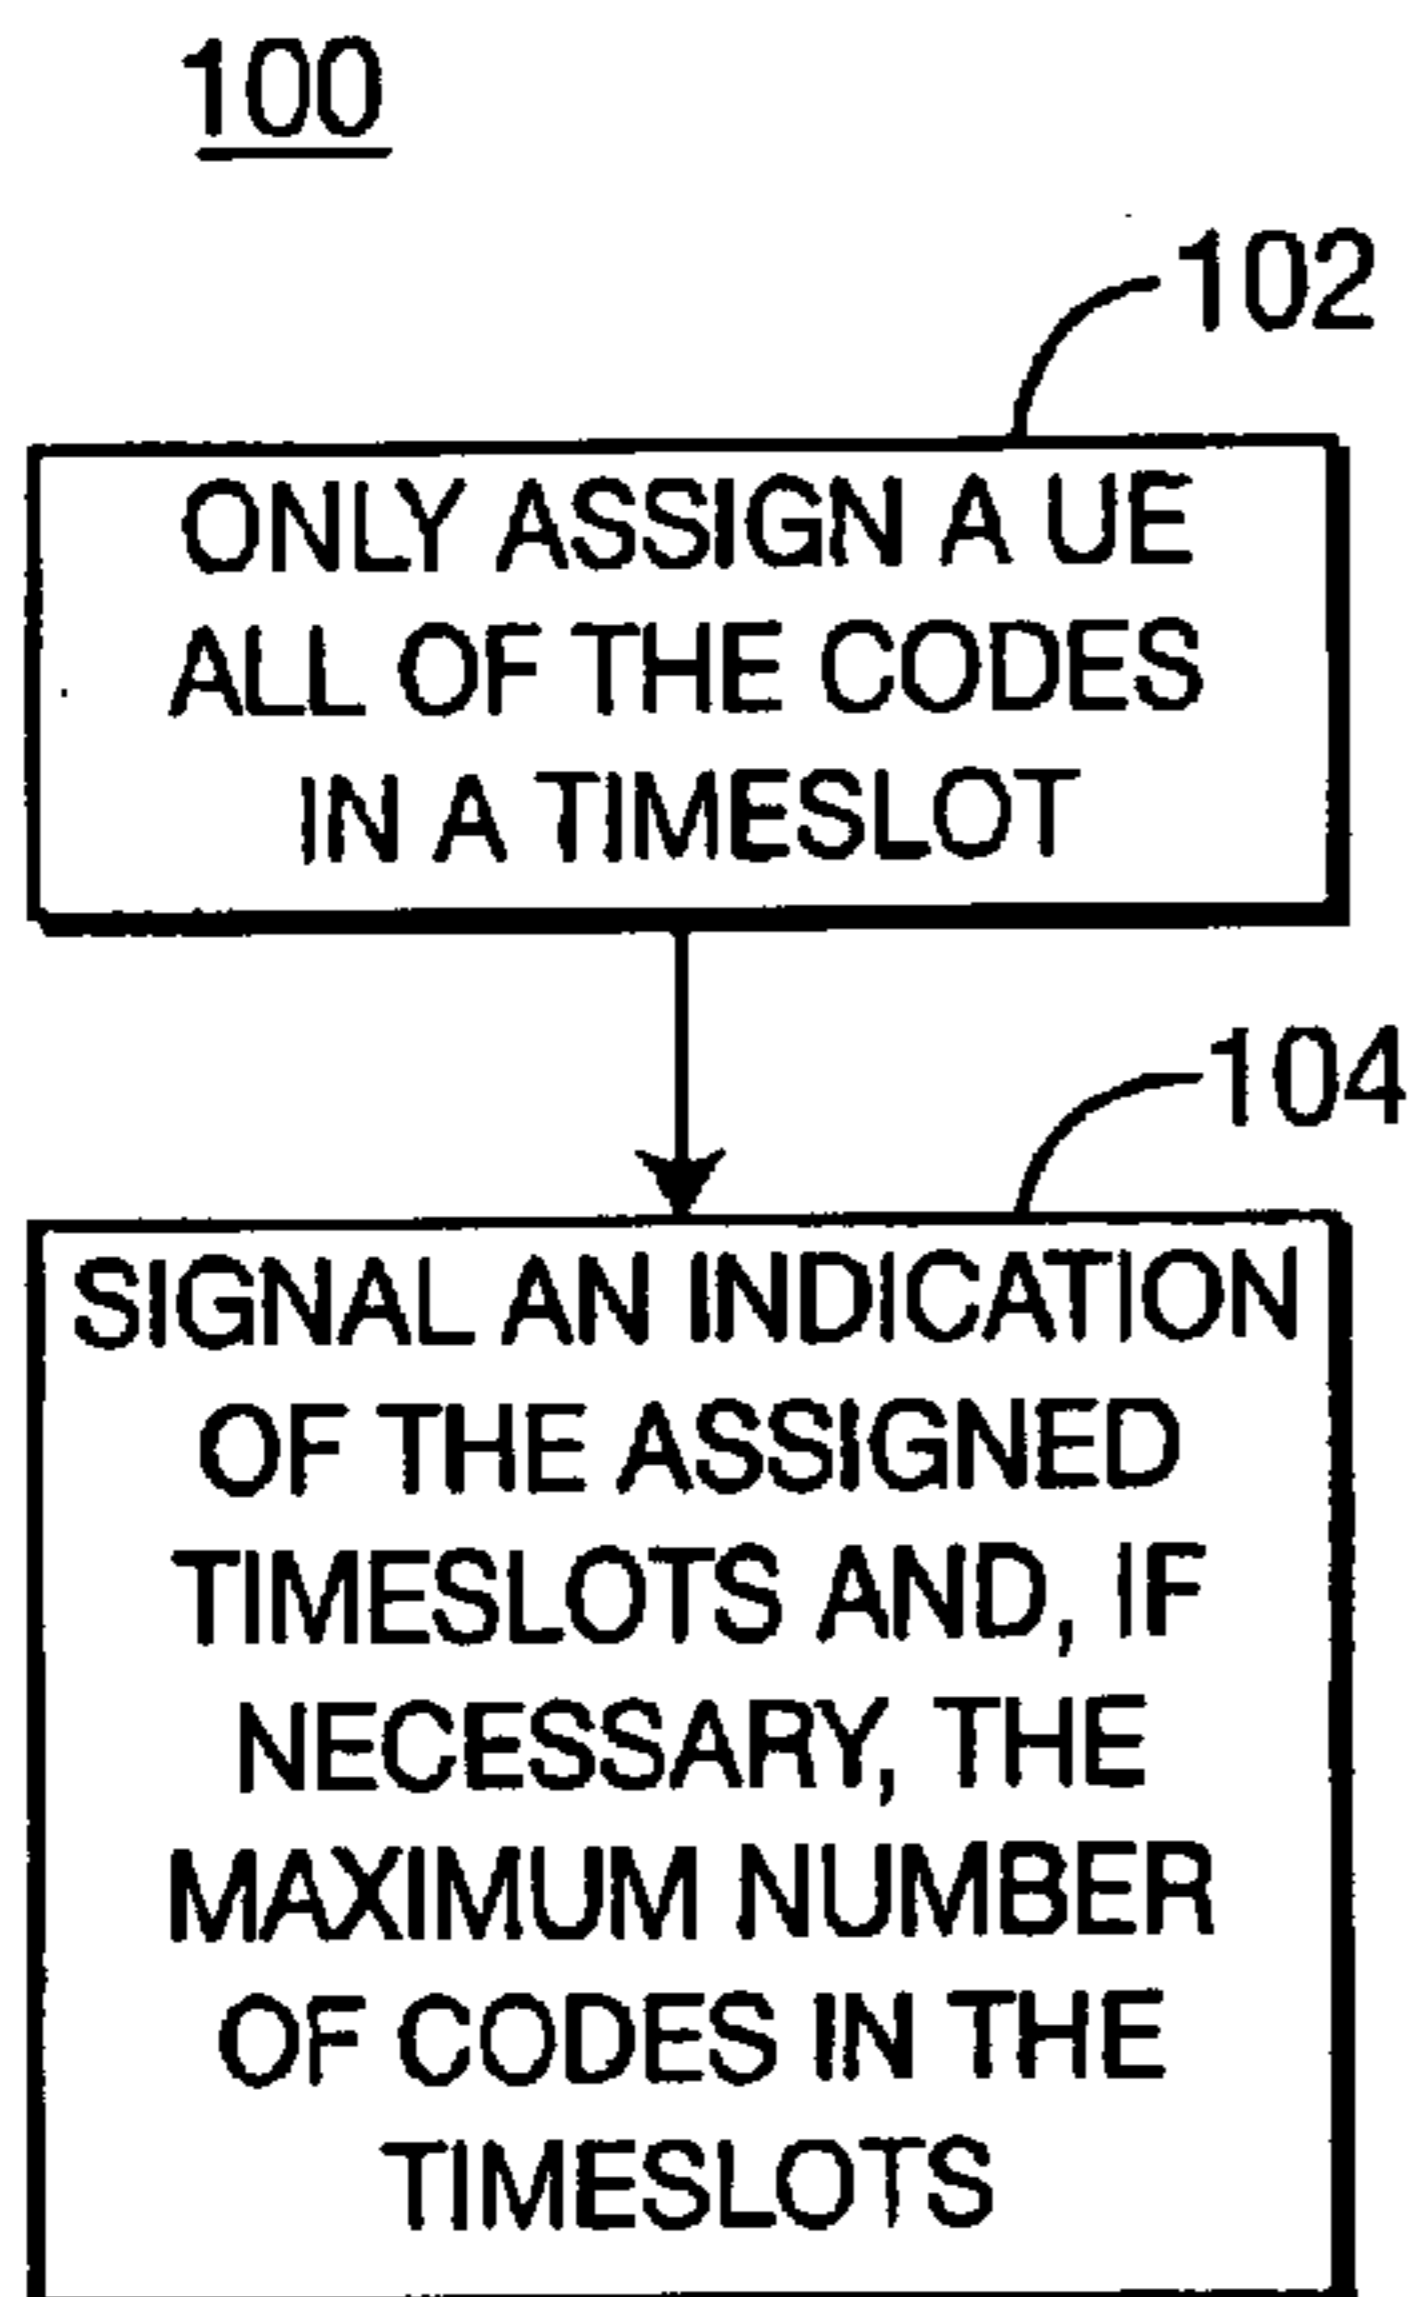 100
102
ONLY ASSIGN A UE
ALL OF THE CODES
IN A TIMESLOT
104
SIGNAL AN INDICATION
OF THE ASSIGNED
TIMESLOTS AND, IF
NECESSARY, THE
MAXIMUM NUMBER
OF CODES IN THE
TIMESLOTS